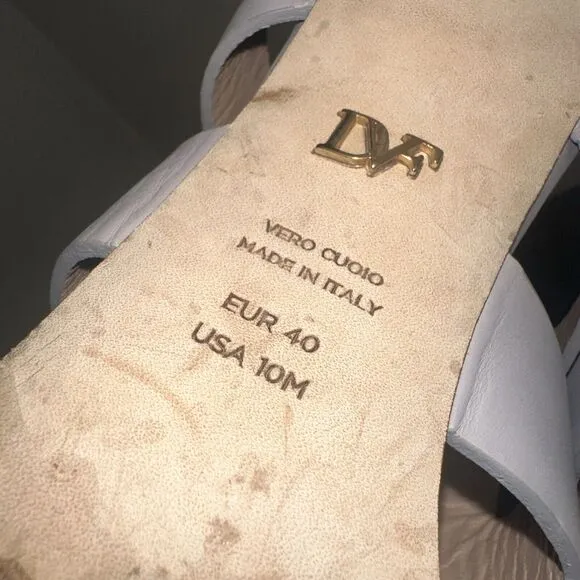 DVF
VERO CUOIO
MADE IN ITALY
EUR 40
USA 10M